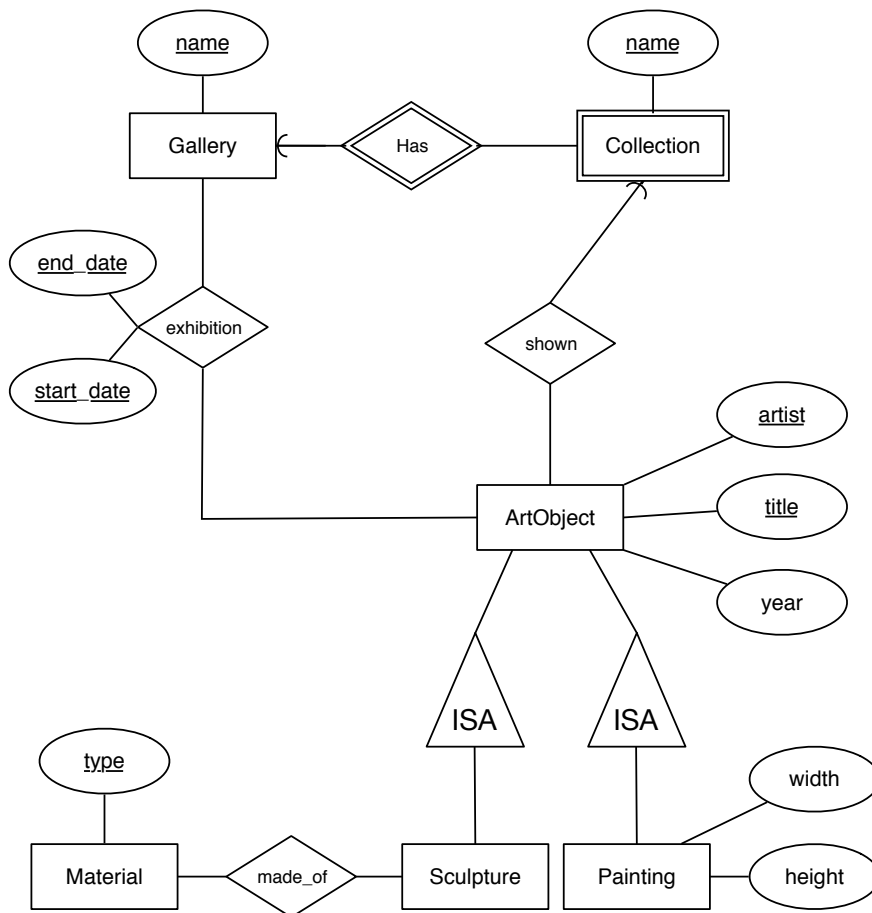 name
name
Gallery
Has
Collection
end_date
exhibition
shown
start_date
artist
title
ArtObject
year
ISA
ISA
type
width
Material
made_of
Sculpture
Painting
height